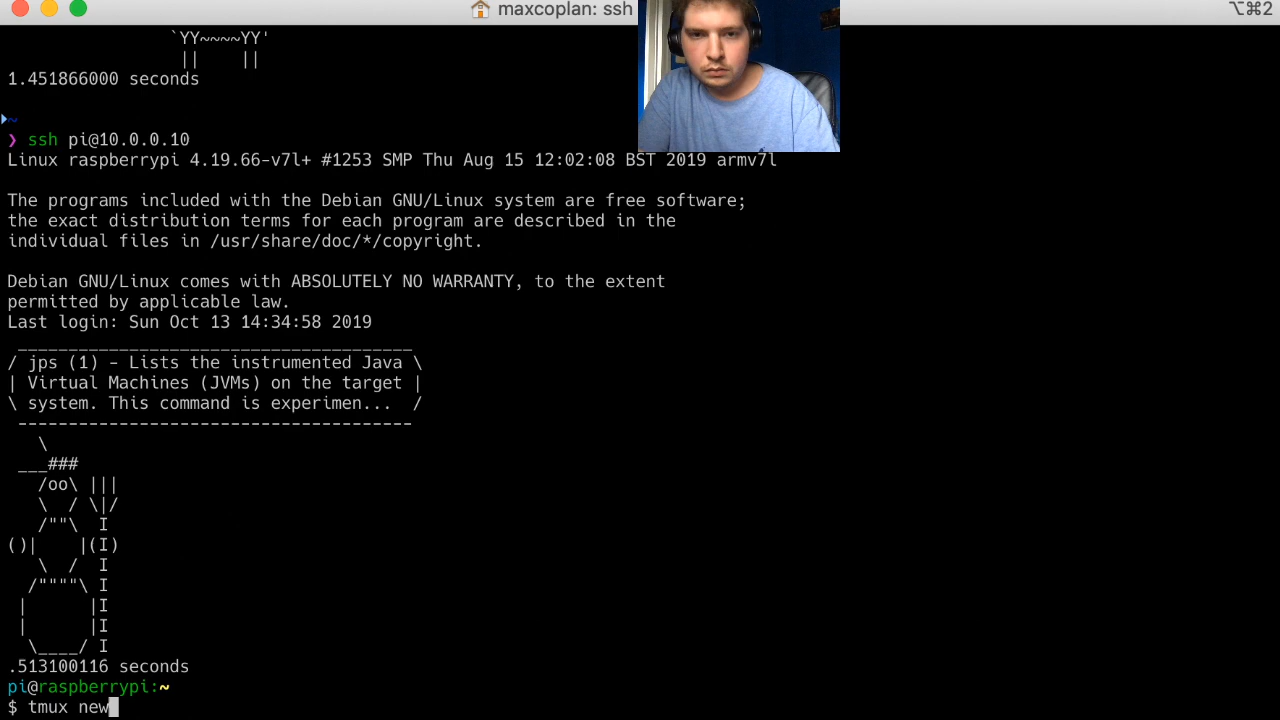 maxcoplan: ssh
⌥⌘2
`YY~~~~YY'
||    ||
1.451866000 seconds
~
❯ ssh pi@10.0.0.10
Linux raspberrypi 4.19.66-v7l+ #1253 SMP Thu Aug 15 12:02:08 BST 2019 armv7l
The programs included with the Debian GNU/Linux system are free software;
the exact distribution terms for each program are described in the
individual files in /usr/share/doc/*/copyright.
Debian GNU/Linux comes with ABSOLUTELY NO WARRANTY, to the extent
permitted by applicable law.
Last login: Sun Oct 13 14:34:58 2019
 _______________________________________
/ jps (1) - Lists the instrumented Java \
| Virtual Machines (JVMs) on the target |
\ system. This command is experimen...  /
 ---------------------------------------
   \
 ___###
   /oo\ |||
   \  / \|/
   /""\  I
()|    |(I)
   \  /  I
  /""""\ I
 |      |I
 |      |I
  \____/ I
.513100116 seconds
pi@raspberrypi:~
$ tmux new